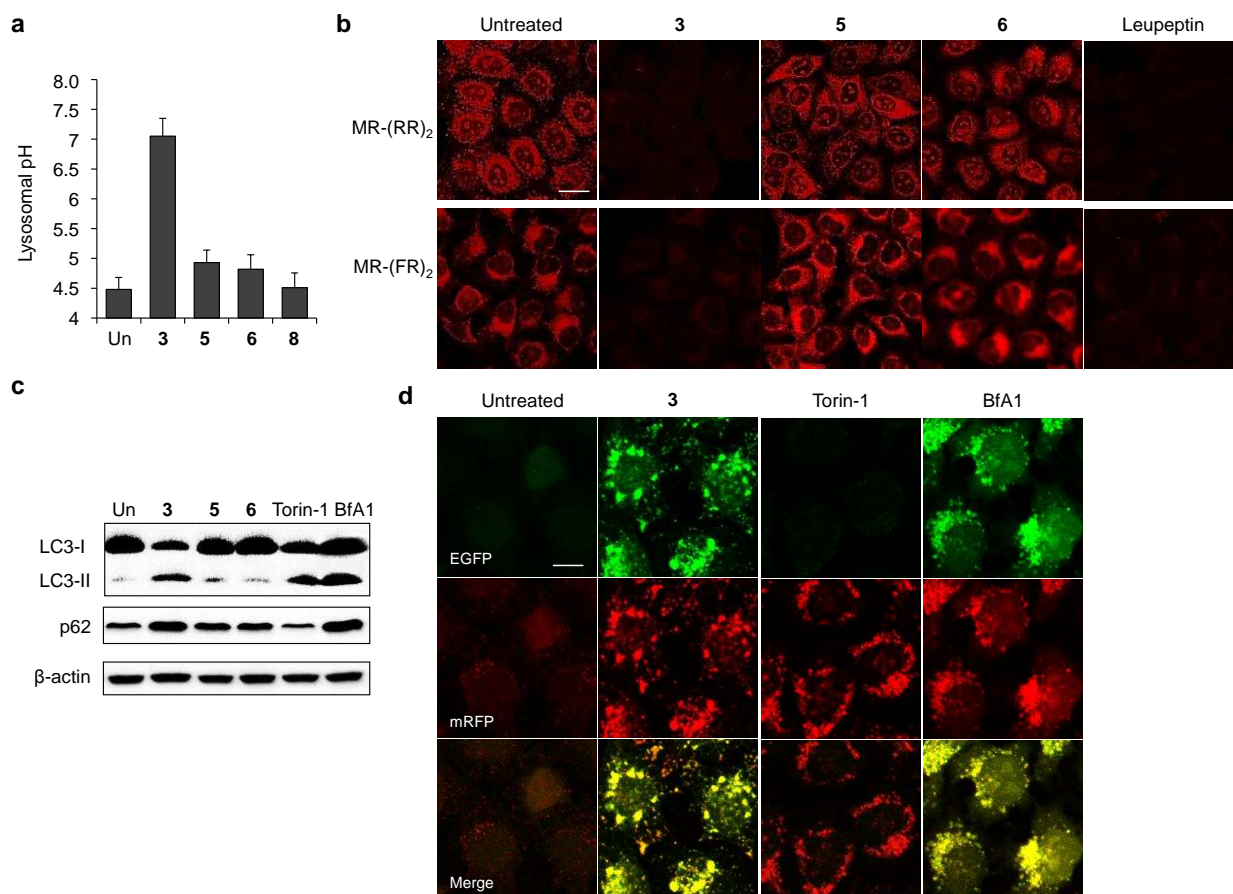 a
8.0
7.5
7
6.5
6
5.5
5
4.5
4
Lysosomal pH
Un 3 5 6 8
b
Untreated 3 5 6 Leupeptin
MR-(RR)2
MR-(FR)2
c
Un 3 5 6 Torin-1 BfA1
LC3-I
LC3-II
p62
β-actin
d
Untreated 3 Torin-1 BfA1
EGFP
mRFP
Merge